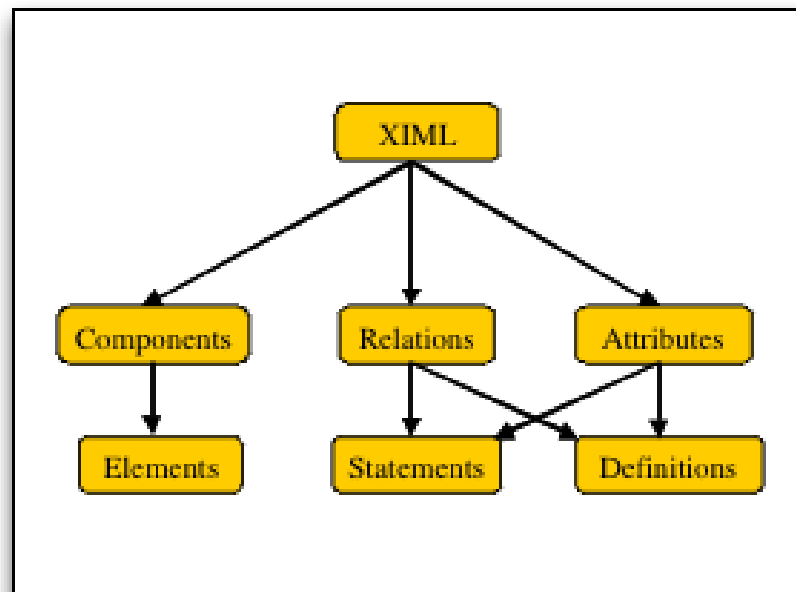 XIML
Components
Relations
Attributes
Elements
Statements
Definitions